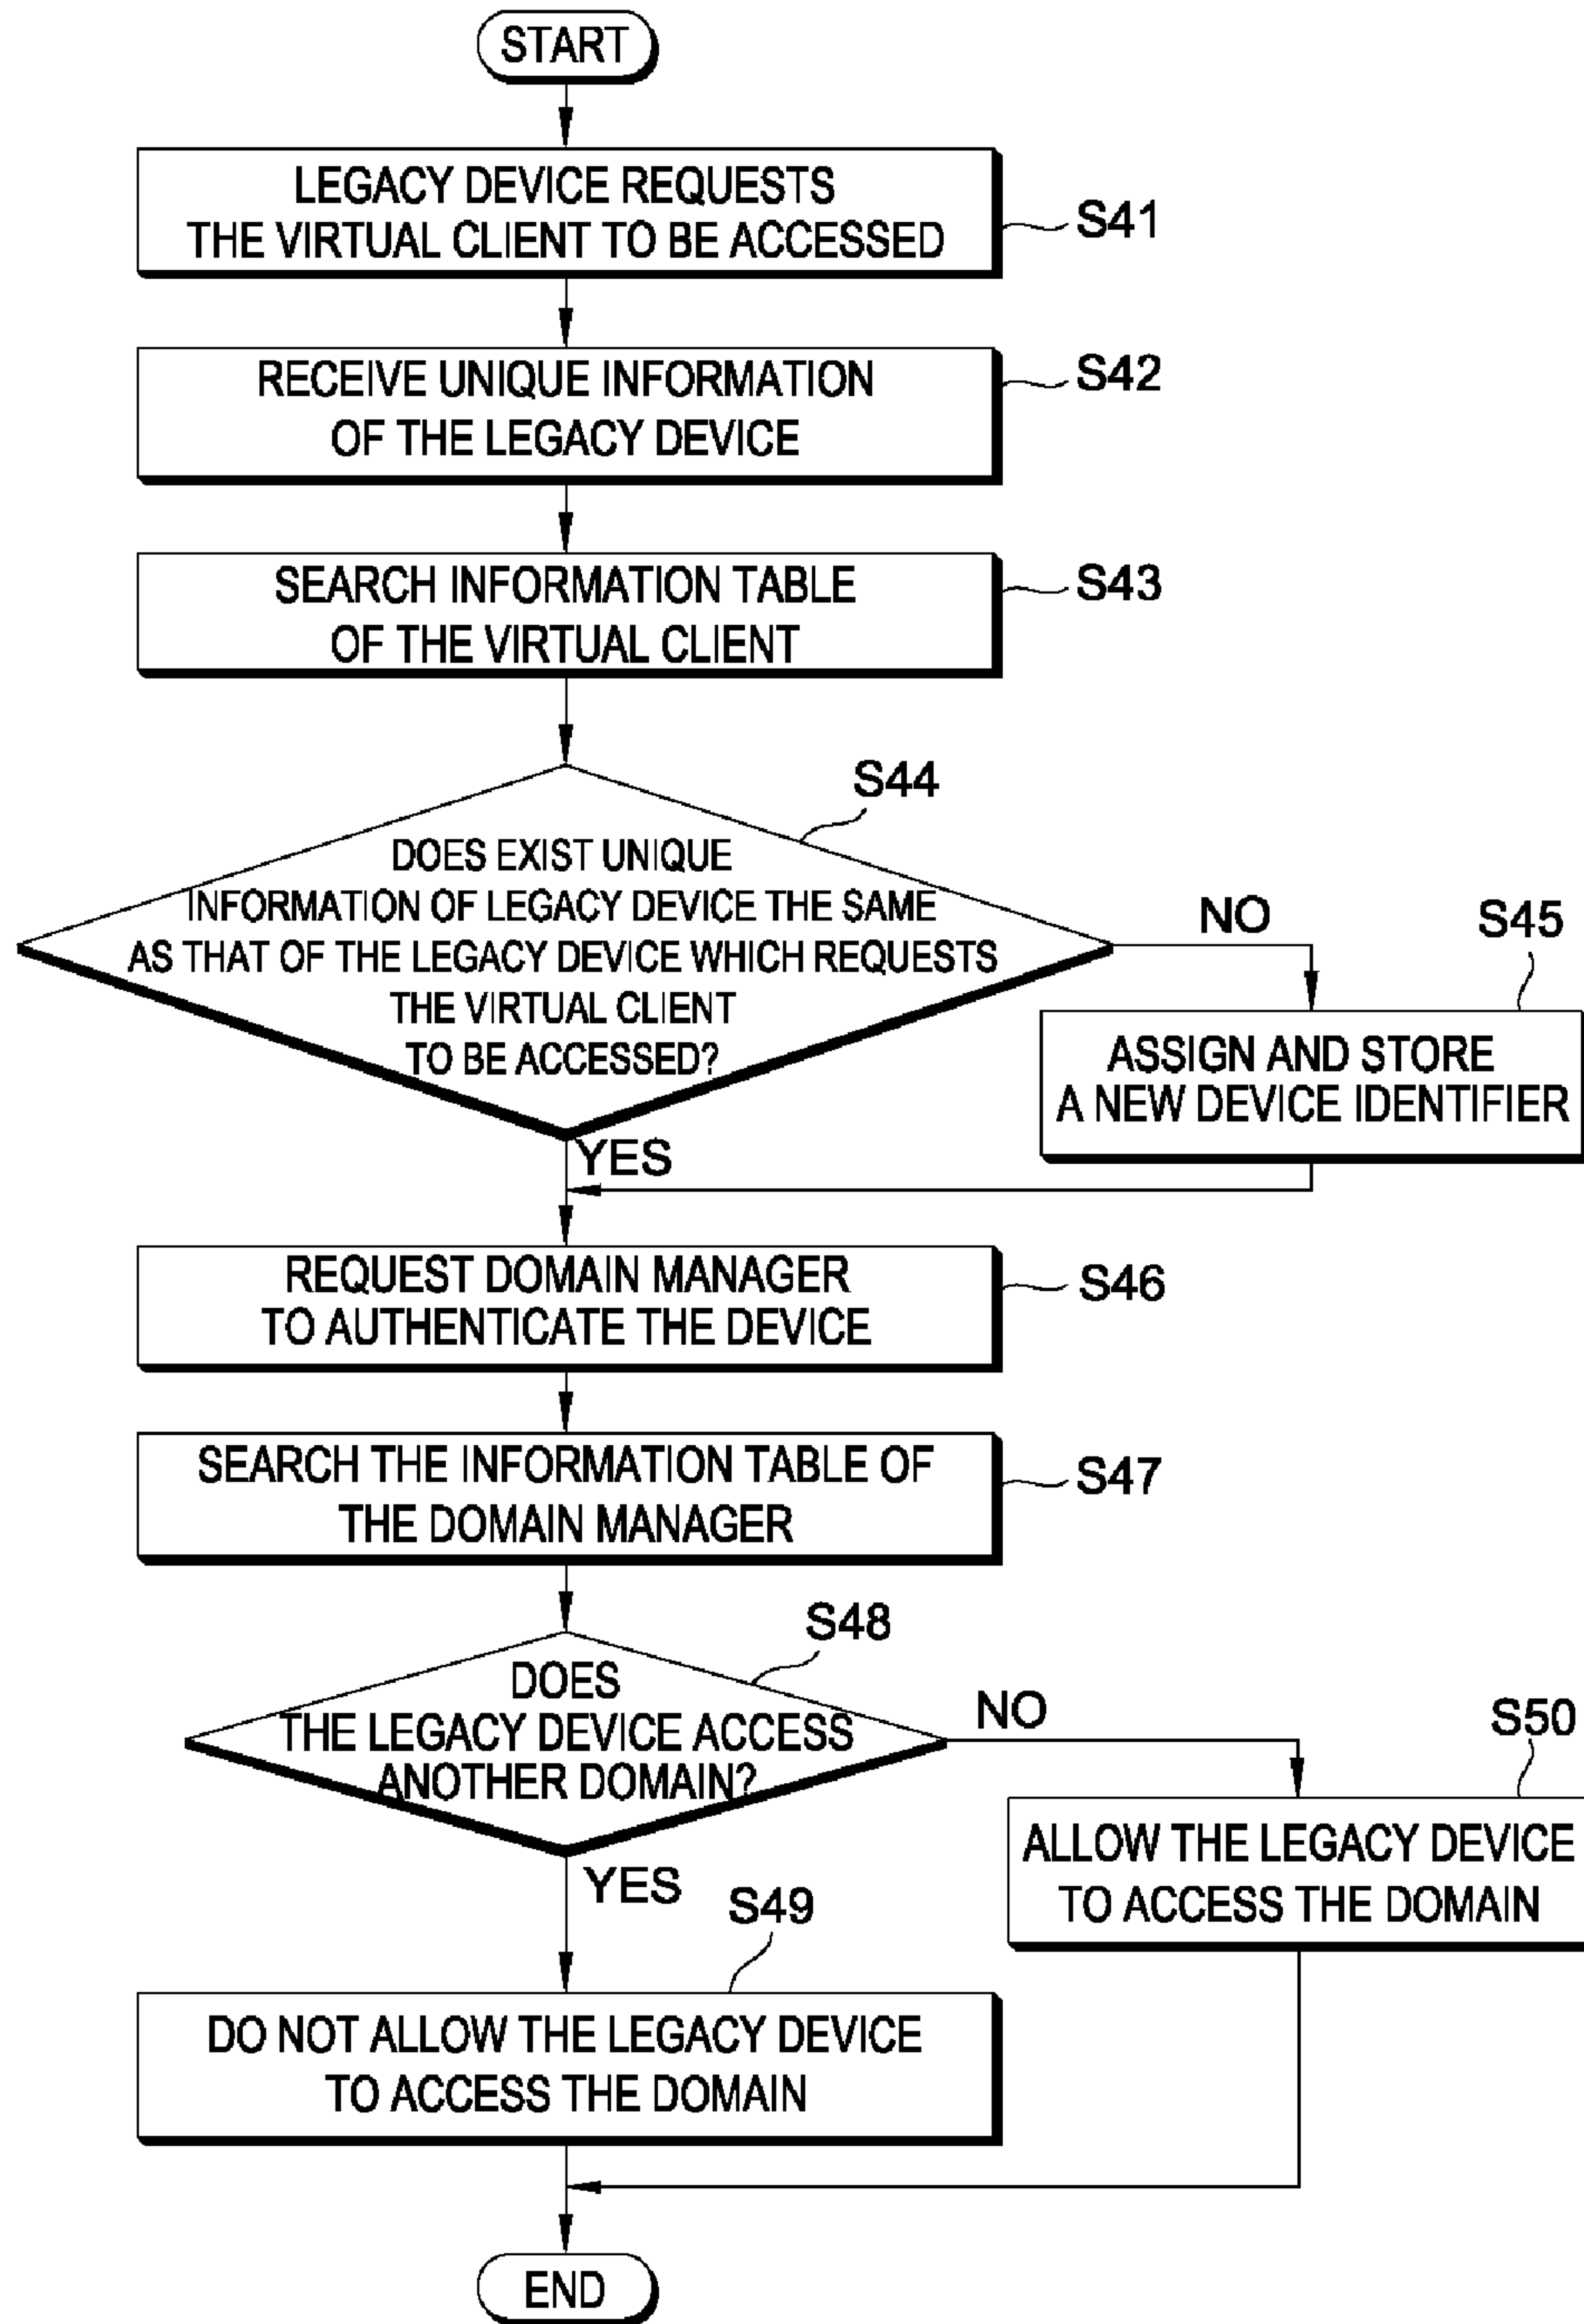 START
LEGACY DEVICE REQUESTS
THE VIRTUAL CLIENT TO BE ACCESSED
S41
RECEIVE UNIQUE INFORMATION
OF THE LEGACY DEVICE
S42
SEARCH INFORMATION TABLE
OF THE VIRTUAL CLIENT
S43
S44
DOES EXIST UNIQUE
INFORMATION OF LEGACY DEVICE THE SAME
AS THAT OF THE LEGACY DEVICE WHICH REQUESTS
THE VIRTUAL CLIENT
TO BE ACCESSED?
NO
S45
ASSIGN AND STORE
A NEW DEVICE IDENTIFIER
YES
REQUEST DOMAIN MANAGER
TO AUTHENTICATE THE DEVICE
S46
SEARCH THE INFORMATION TABLE OF
THE DOMAIN MANAGER
S47
S48
DOES
THE LEGACY DEVICE ACCESS
ANOTHER DOMAIN?
NO
S50
ALLOW THE LEGACY DEVICE
TO ACCESS THE DOMAIN
YES
S49
DO NOT ALLOW THE LEGACY DEVICE
TO ACCESS THE DOMAIN
END